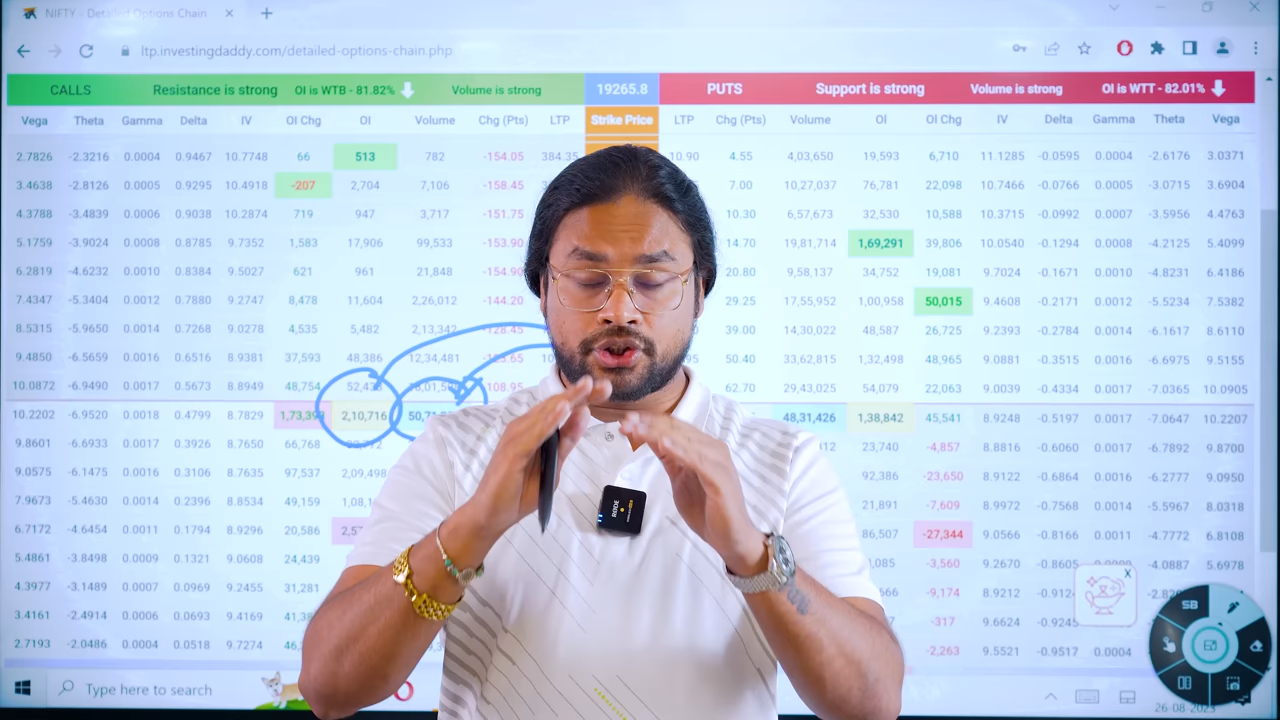 NIFTY - Detailed Options Chain
ltp.investingdaddy.com/detailed-options-chain.php
CALLS Resistance is strong OI is WTB - 81.82% Volume is strong 19265.8 PUTS Support is strong Volume is strong OI is WTT - 82.01%
Vega Theta Gamma Delta IV OI Chg OI Volume Chg (Pts) LTP Strike Price LTP Chg (Pts) Volume OI OI Chg IV Delta Gamma Theta Vega
2.7826 -2.3216 0.0004 0.9467 10.7748 66 513 782 -154.05 384.35 10.90 4.55 4,03,650 19,593 6,710 11.1285 -0.0595 0.0004 -2.6176 3.0371
3.4638 -2.8126 0.0005 0.9295 10.4918 -207 2,704 7,106 -158.45 7.00 10,27,037 76,781 22,098 10.7466 -0.0766 0.0005 -3.0715 3.6904
4.3788 -3.4839 0.0006 0.9038 10.2874 719 947 3,717 -151.75 10.30 6,57,673 32,530 10,588 10.3715 -0.0992 0.0007 -3.5956 4.4763
5.1759 -3.9024 0.0008 0.8785 9.7352 1,583 17,906 99,533 -153.90 14.70 19,81,714 1,69,291 39,806 10.0540 -0.1294 0.0008 -4.2125 5.4099
6.2819 -4.6232 0.0010 0.8384 9.5027 621 961 21,848 -154.90 20.80 9,58,137 34,752 19,081 9.7024 -0.1671 0.0010 -4.8231 6.4186
7.4347 -5.3404 0.0012 0.7880 9.2747 8,478 11,604 2,26,012 -144.20 29.25 17,55,952 1,00,958 50,015 9.4608 -0.2171 0.0012 -5.5234 7.5382
8.5315 -5.9650 0.0014 0.7268 9.0278 4,535 5,482 2,13,342 -128.45 39.00 14,30,022 48,587 26,725 9.2393 -0.2784 0.0014 -6.1617 8.6110
9.4850 -6.5659 0.0016 0.6516 8.9381 37,593 48,386 12,34,481 50.40 33,62,815 1,32,498 48,965 9.0881 -0.3515 0.0016 -6.6975 9.5155
10.0872 -6.9490 0.0017 0.5673 8.8949 48,754 -108.95 62.70 29,43,025 54,079 22,063 9.0039 -0.4334 0.0017 -7.0365 10.0905
10.2202 -6.9520 0.0018 0.4799 8.7829 2,10,716 48,31,426 1,38,842 45,541 8.9248 -0.5197 0.0017 -7.0647 10.2207
9.8601 -6.6933 0.0017 0.3926 8.7650 66,768 23,740 -4,857 8.8816 -0.6060 0.0017 -6.7892 9.8700
9.0575 -6.1475 0.0016 0.3106 8.7635 97,537 2,09,498 92,386 -23,650 8.9122 -0.6864 0.0016 -6.2777 9.0950
7.9673 -5.4630 0.0014 0.2396 8.8534 49,159 21,891 -7,609 8.9972 -0.7568 0.0014 -5.5967 8.0318
6.7172 -4.6454 0.0011 0.1794 8.9296 20,586 86,507 -27,344 9.0566 -0.8166 0.0011 -4.7772 6.8108
5.4861 -3.8498 0.0009 0.1321 9.0608 24,439 -3,560 9.2670 -0.8605 -4.0887 5.6978
4.3977 -3.1489 0.0007 0.0969 9.2455 31,281 -9,174 8.9212 X
3.4161 -2.4914 0.0006 0.0693 9.4169 -317 9.6624 SB
2.7193 -2.0486 0.0004 0.0518 9.7274 -2,263 9.5521 -0.9517 0.0004
RØDE
Type here to search
26-08-2023